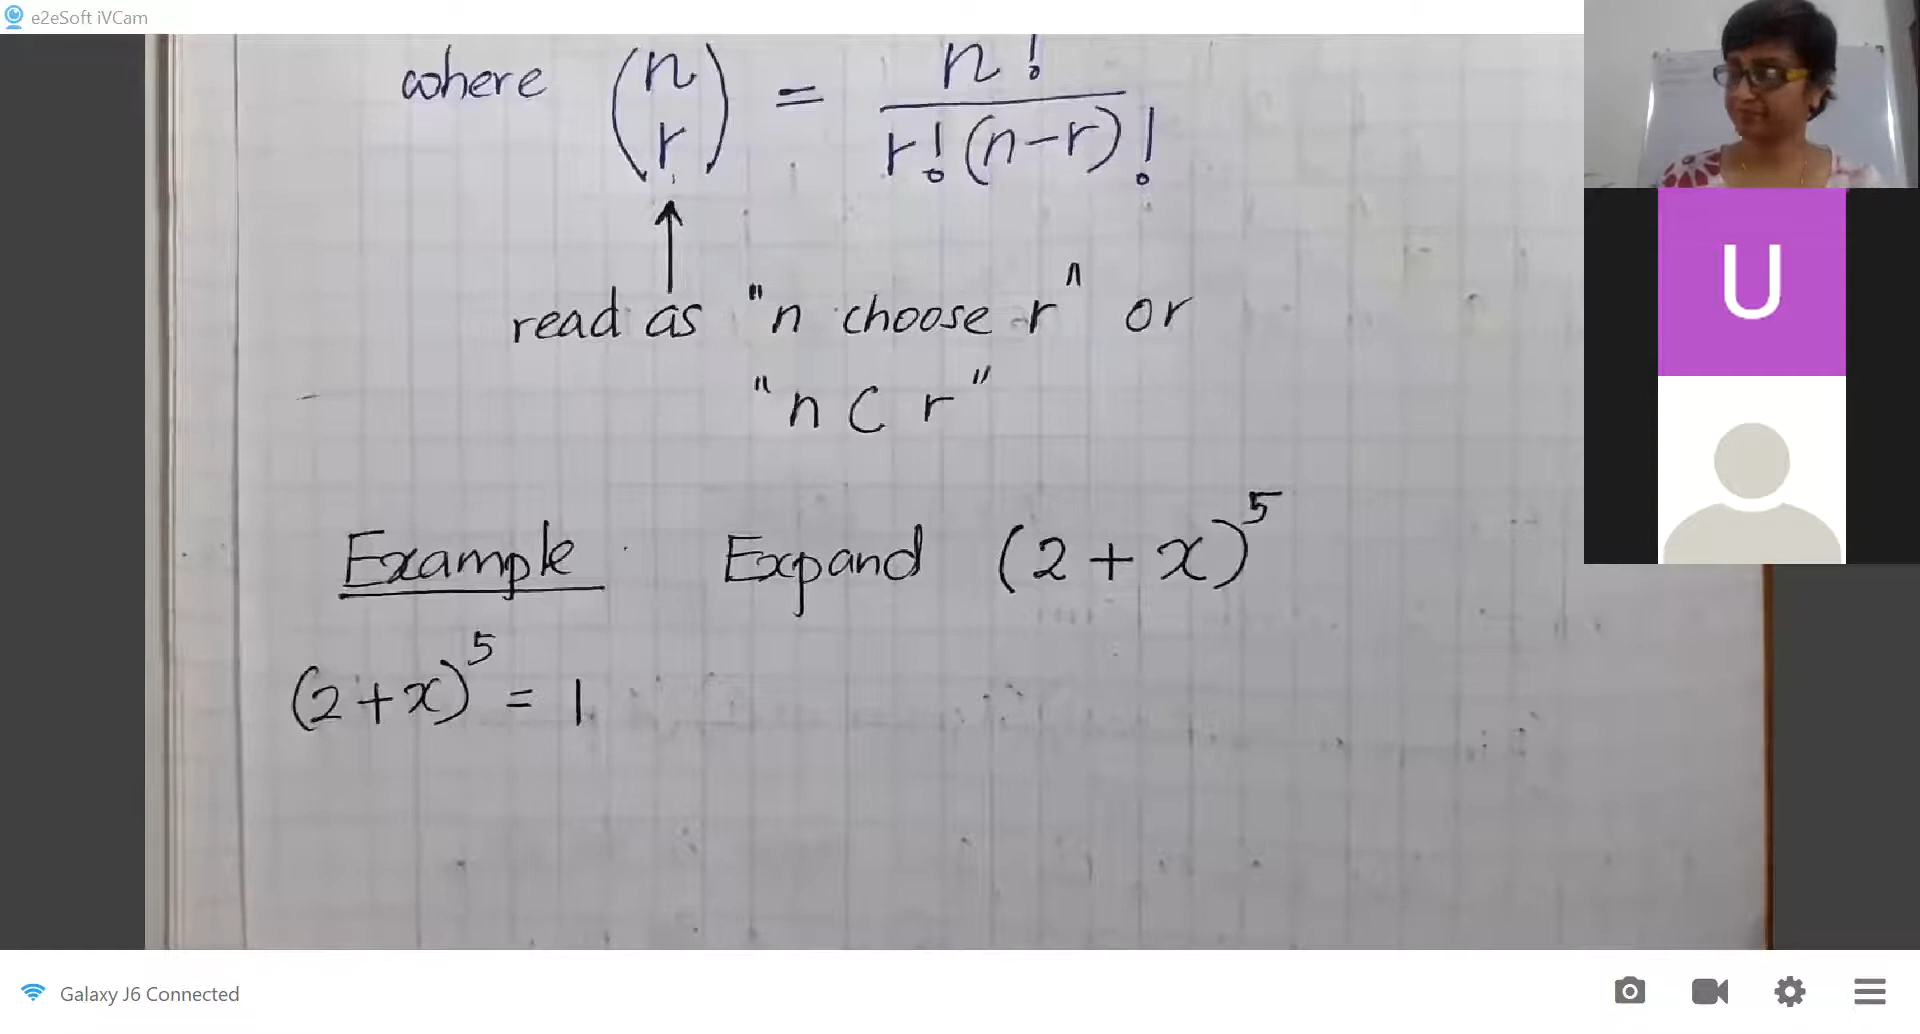 e2eSoft iVCam
where (n r) = n! / r!(n-r)!
read as "n choose r" or
"n C r"
Example Expand (2 + x)^5
(2+x)^5 = 1
U
Galaxy J6 Connected